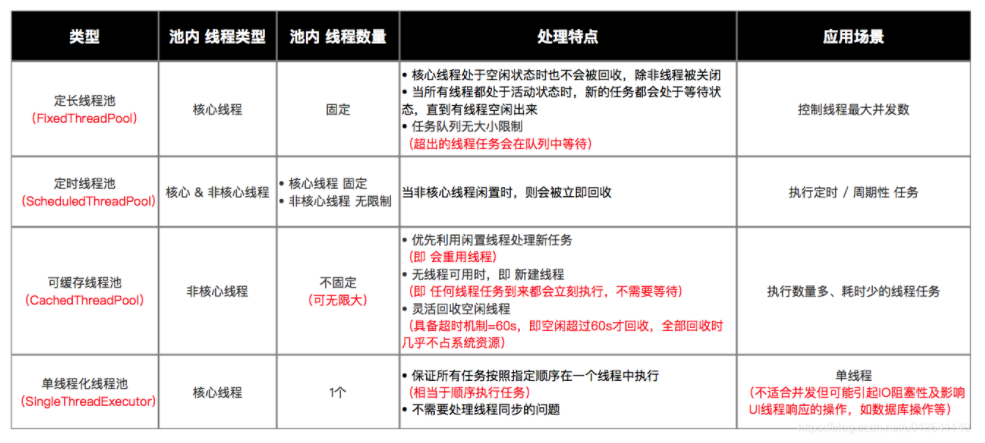 类型 池内 线程类型 池内 线程数量 处理特点 应用场景
定长线程池
（FixedThreadPool）
核心线程
固定
• 核心线程处于空闲状态时也不会被回收，除非线程被关闭
• 当所有线程都处于活动状态时，新的任务都会处于等待状
态，直到有线程空闲出来
• 任务队列无大小限制
（超出的线程任务会在队列中等待）
控制线程最大并发数
定时线程池
（ScheduledThreadPool）
核心 & 非核心线程
• 核心线程 固定
• 非核心线程 无限制
当非核心线程闲置时，则会被立即回收
执行定时 / 周期性 任务
可缓存线程池
（CachedThreadPool）
非核心线程
不固定
（可无限大）
• 优先利用闲置线程处理新任务
（即 会重用线程）
• 无线程可用时，即 新建线程
（即 任何线程任务到来都会立刻执行，不需要等待）
• 灵活回收空闲线程
（具备超时机制=60s，即空闲超过60s才回收，全部回收时
几乎不占系统资源）
执行数量多、耗时少的线程任务
单线程化线程池
（SingleThreadExecutor）
核心线程
1个
• 保证所有任务按照指定顺序在一个线程中执行
（相当于顺序执行任务）
• 不需要处理线程同步的问题
单线程
（不适合并发但可能引起IO阻塞性及影响
UI线程响应的操作，如数据库操作等）